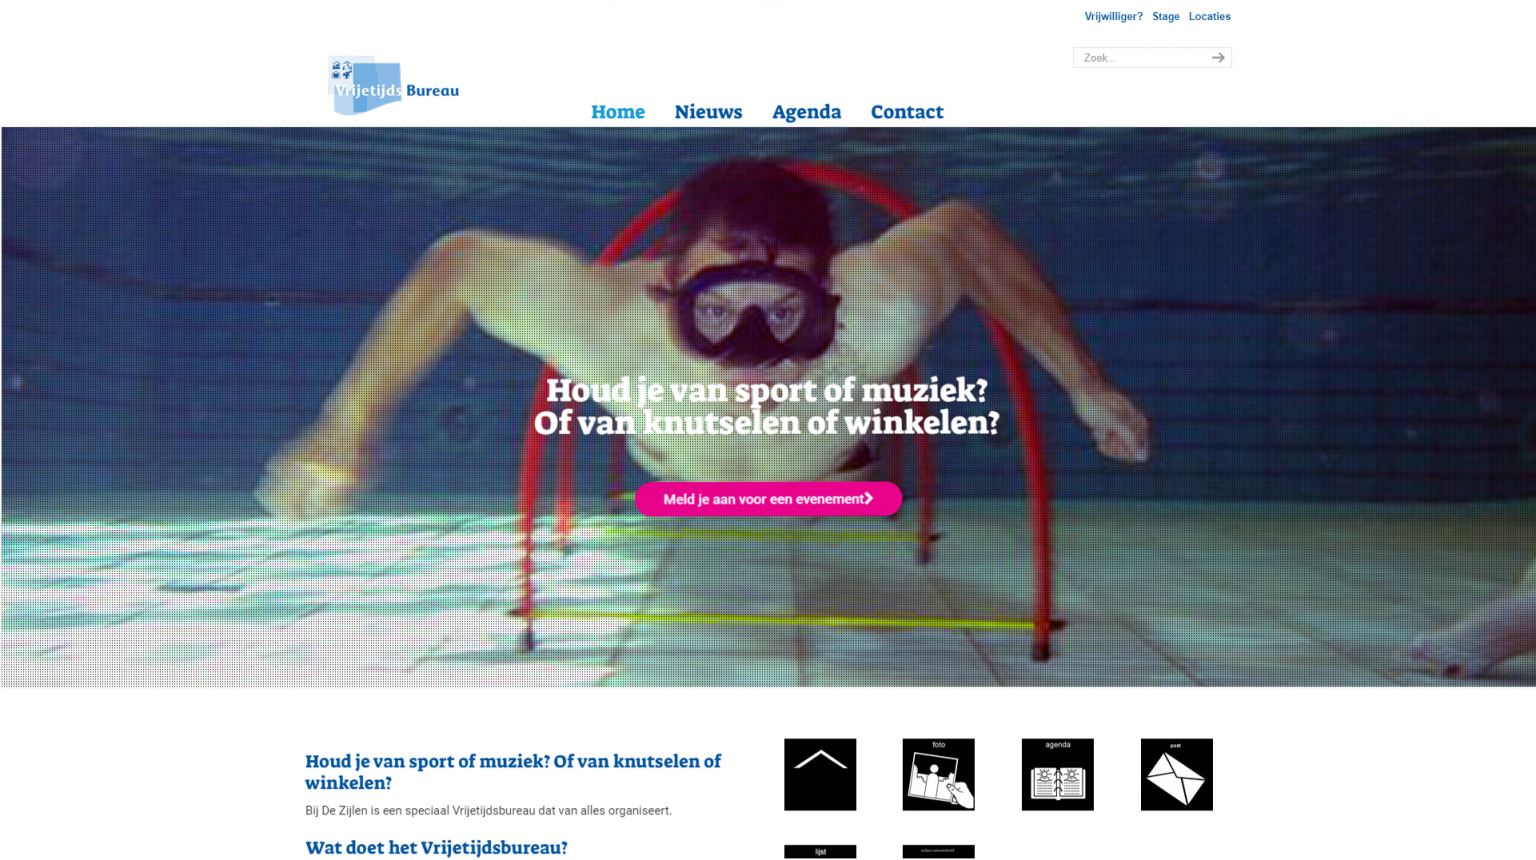 Vrijwilliger? Stage Locaties
Zoek...
Vrijetijds Bureau
Home Nieuws Agenda Contact
Houd je van sport of muziek?
Of van knutselen of winkelen?
Meld je aan voor een evenement
Houd je van sport of muziek? Of van knutselen of
winkelen?
Bij De Zijlen is een speciaal Vrijetijdsbureau dat van alles organiseert.
Wat doet het Vrijetijdsbureau?
foto
agenda
post
lijst